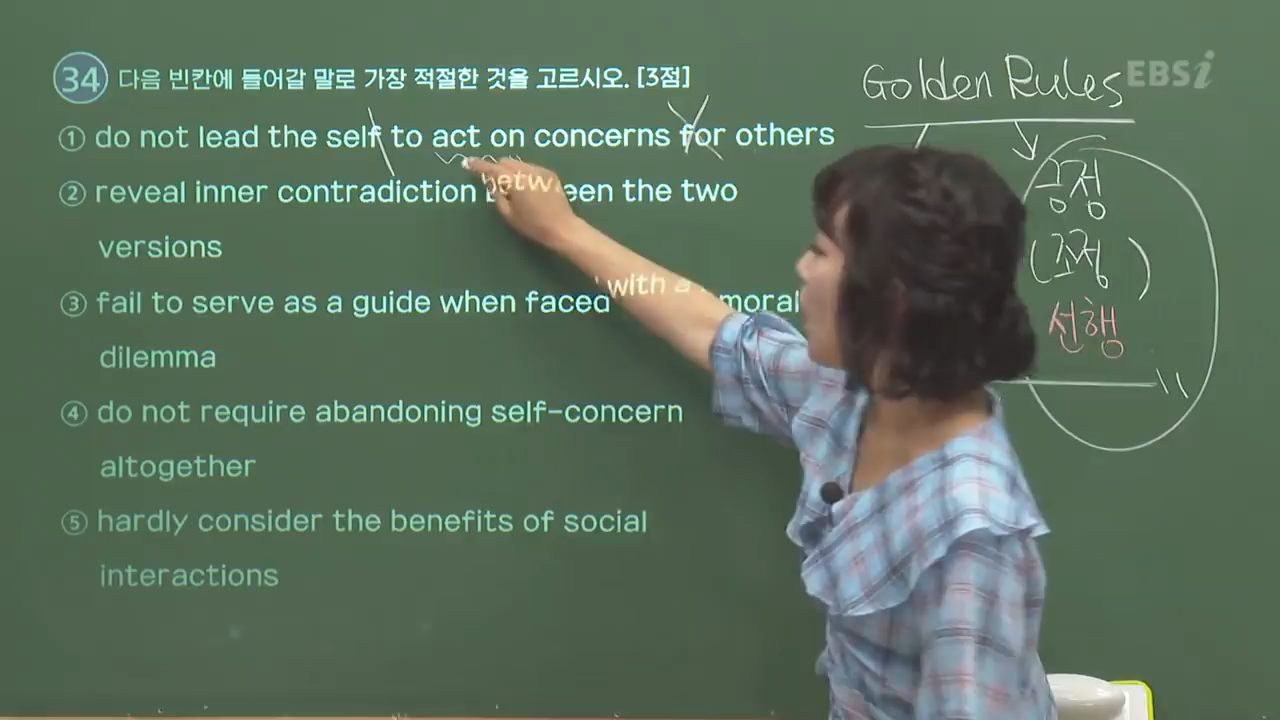 34 다음 빈칸에 들어갈 말로 가장 적절한 것을 고르시오. [3점]
① do not lead the self to act on concerns for others
② reveal inner contradiction between the two
versions
③ fail to serve as a guide when faced with a moral
dilemma
④ do not require abandoning self-concern
altogether
⑤ hardly consider the benefits of social
interactions
Golden Rules
EBSi
공정
(조정)
선행